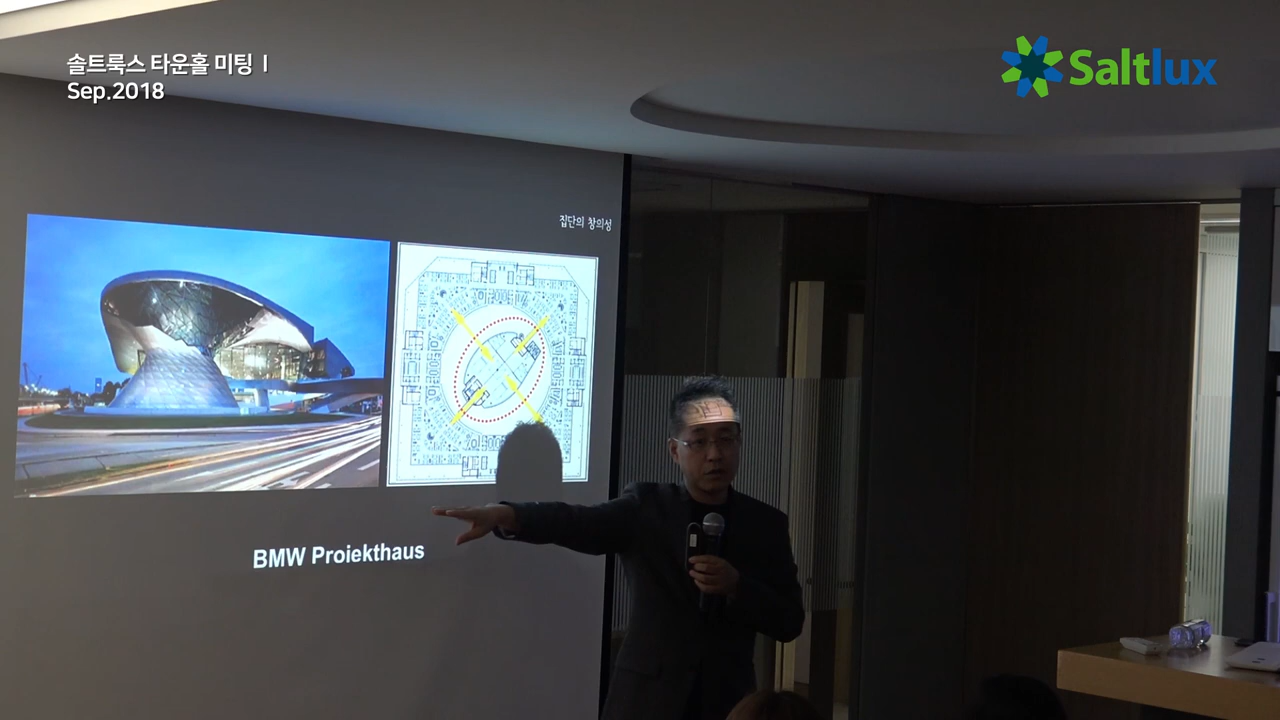 솔트룩스 타운홀 미팅 I
Sep.2018
Saltlux
집단의 창의성
BMW Proiekthaus